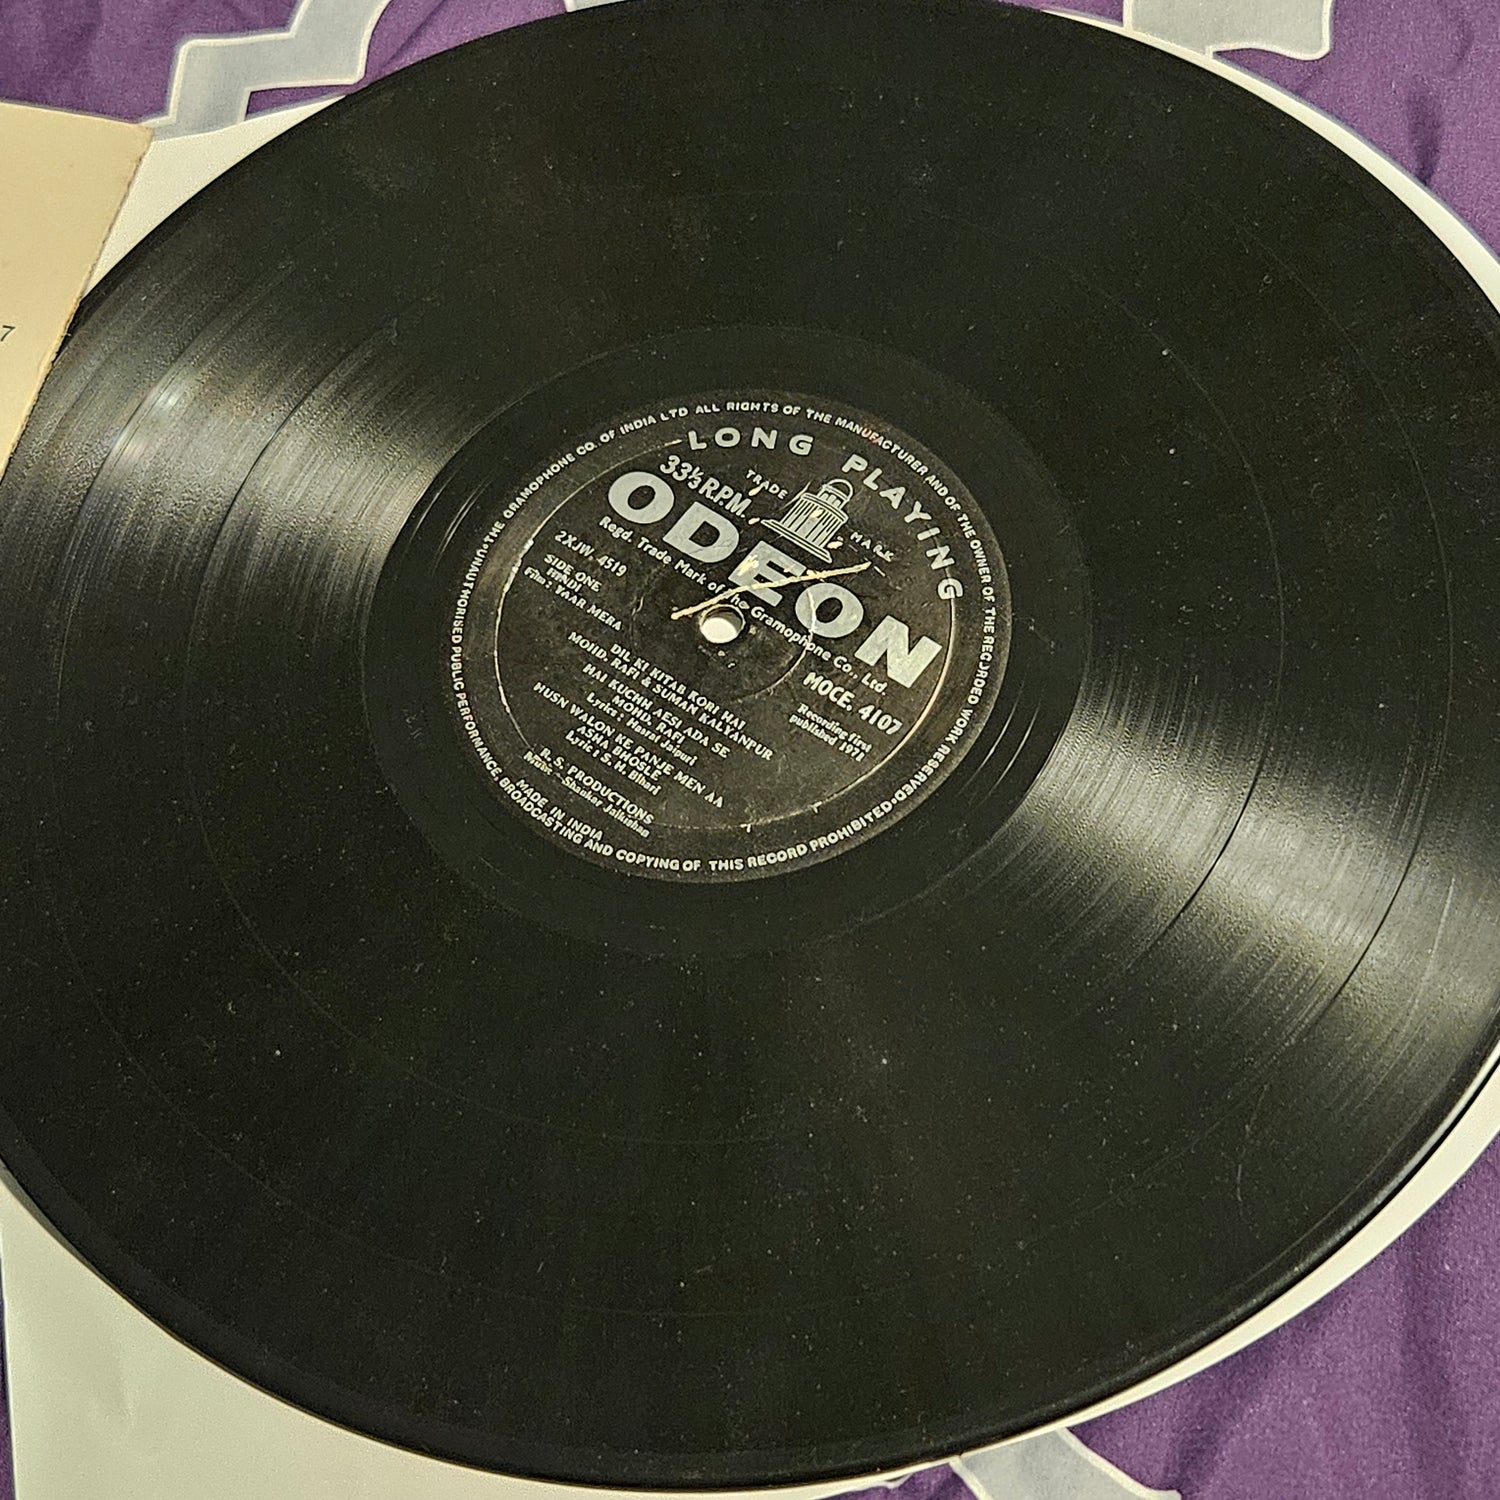 THE GRAMOPHONE CO. OF INDIA LTD ALL RIGHTS OF THE MANUFACTURER AND OF THE OWNER OF THE RECORDED WORK RESERVED
UNAUTHORISED PUBLIC PERFORMANCE BROADCASTING AND COPYING OF THIS RECORD PROHIBITED
LONG PLAYING
33⅓ R.P.M.
TRADE MARK
ODEON
Regd. Trade Mark of The Gramophone Co., Ltd.
2XJW. 4519
MOCE. 4107
SIDE ONE
HINDI
Film : YAAR MERA
Recording first
published 1971
DIL KI KITAB KORI HAI
MOHD. RAFI & SUMAN KALYANPUR
HAI KUCHH AESI ADA SE
MOHD. RAFI
Lyrics : Hasrat Jaipuri
HUSN WALON KE PANJE MEN AA
ASHA BHOSLE
Lyric : S. H. Bihari
R.S. PRODUCTIONS
Music - Shankar Jaikishan
MADE IN INDIA
7